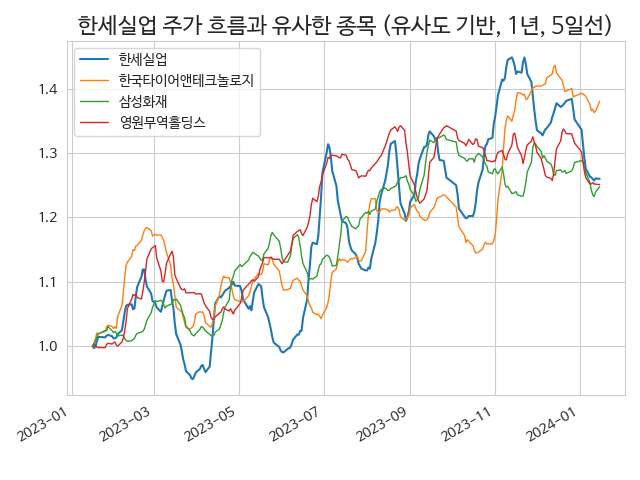 한세실업 주가 흐름과 유사한 종목 (유사도 기반, 1년, 5일선)
한세실업
한국타이어앤테크놀로지
삼성화재
영원무역홀딩스
1.4
1.3
1.2
1.1
1.0
2023-01
2023-03
2023-05
2023-07
2023-09
2023-11
2024-01